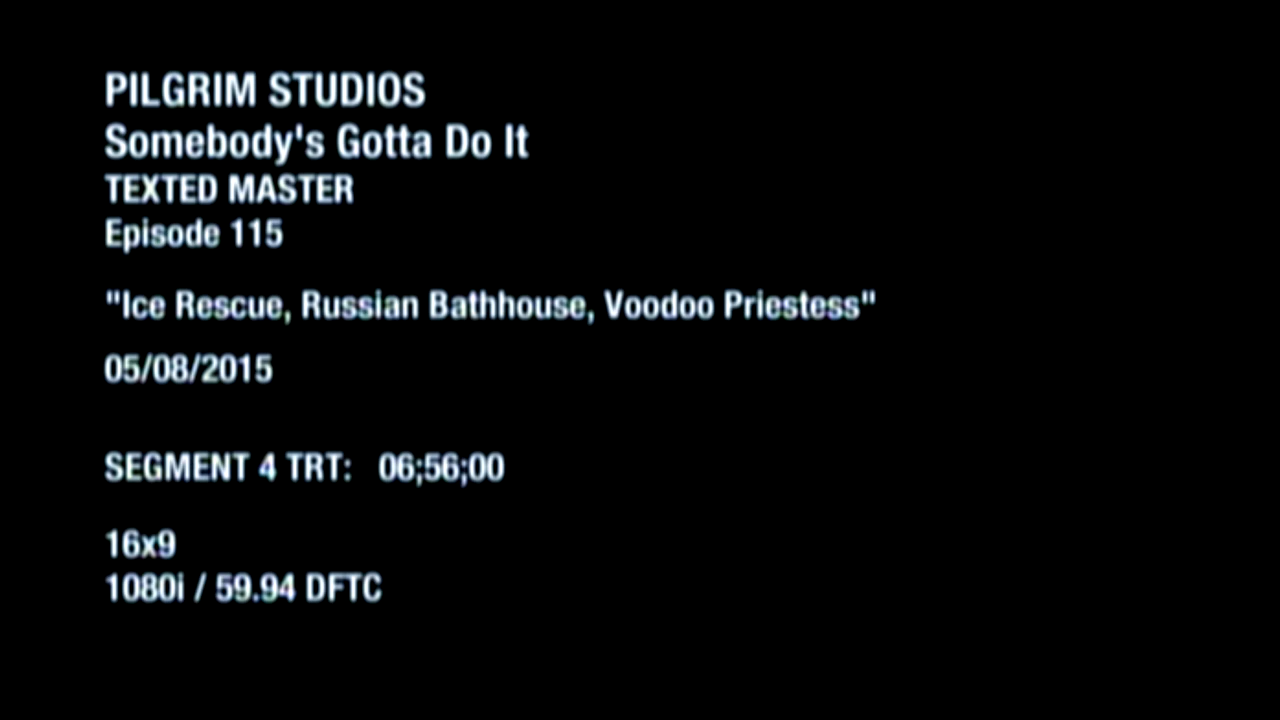 PILGRIM STUDIOS
Somebody's Gotta Do It
TEXTED MASTER
Episode 115
"Ice Rescue, Russian Bathhouse, Voodoo Priestess"
05/08/2015
SEGMENT 4 TRT: 06;56;00
16x9
1080i / 59.94 DFTC